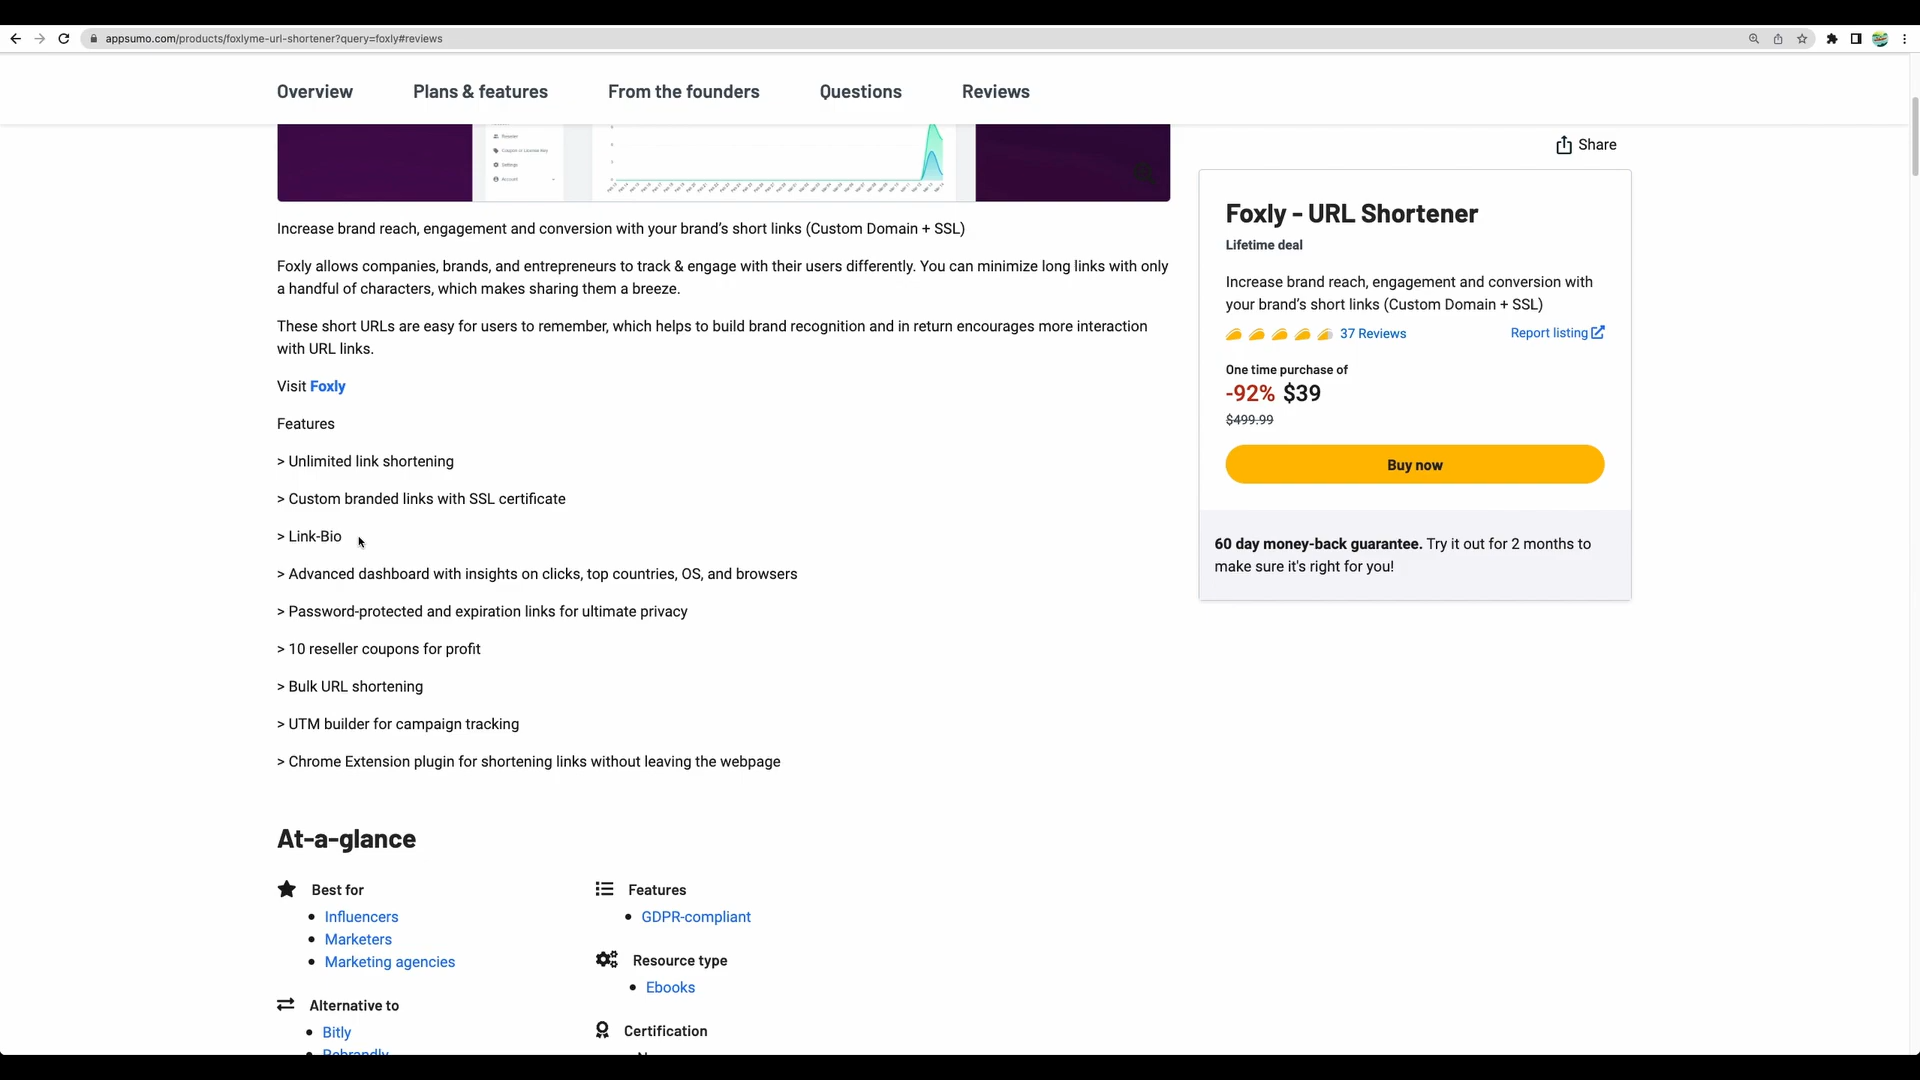 appsumo.com/products/foxlyme-url-shortener?query=foxly#reviews
Overview
Plans & features
From the founders
Questions
Reviews
Browser
Coupon or License Key
Settings
Account
Increase brand reach, engagement and conversion with your brand's short links (Custom Domain + SSL)
Foxly allows companies, brands, and entrepreneurs to track & engage with their users differently. You can minimize long links with only
a handful of characters, which makes sharing them a breeze.
These short URLs are easy for users to remember, which helps to build brand recognition and in return encourages more interaction
with URL links.
Visit Foxly
Features
> Unlimited link shortening
> Custom branded links with SSL certificate
> Link-Bio
> Advanced dashboard with insights on clicks, top countries, OS, and browsers
> Password-protected and expiration links for ultimate privacy
> 10 reseller coupons for profit
> Bulk URL shortening
> UTM builder for campaign tracking
> Chrome Extension plugin for shortening links without leaving the webpage
At-a-glance
Best for
Influencers
Marketers
Marketing agencies
Alternative to
Bitly
Rebrandly
Features
GDPR-compliant
Resource type
Ebooks
Certification
Share
Foxly - URL Shortener
Lifetime deal
Increase brand reach, engagement and conversion with
your brand's short links (Custom Domain + SSL)
37 Reviews
Report listing
One time purchase of
-92% $39
$499.99
Buy now
60 day money-back guarantee. Try it out for 2 months to
make sure it's right for you!